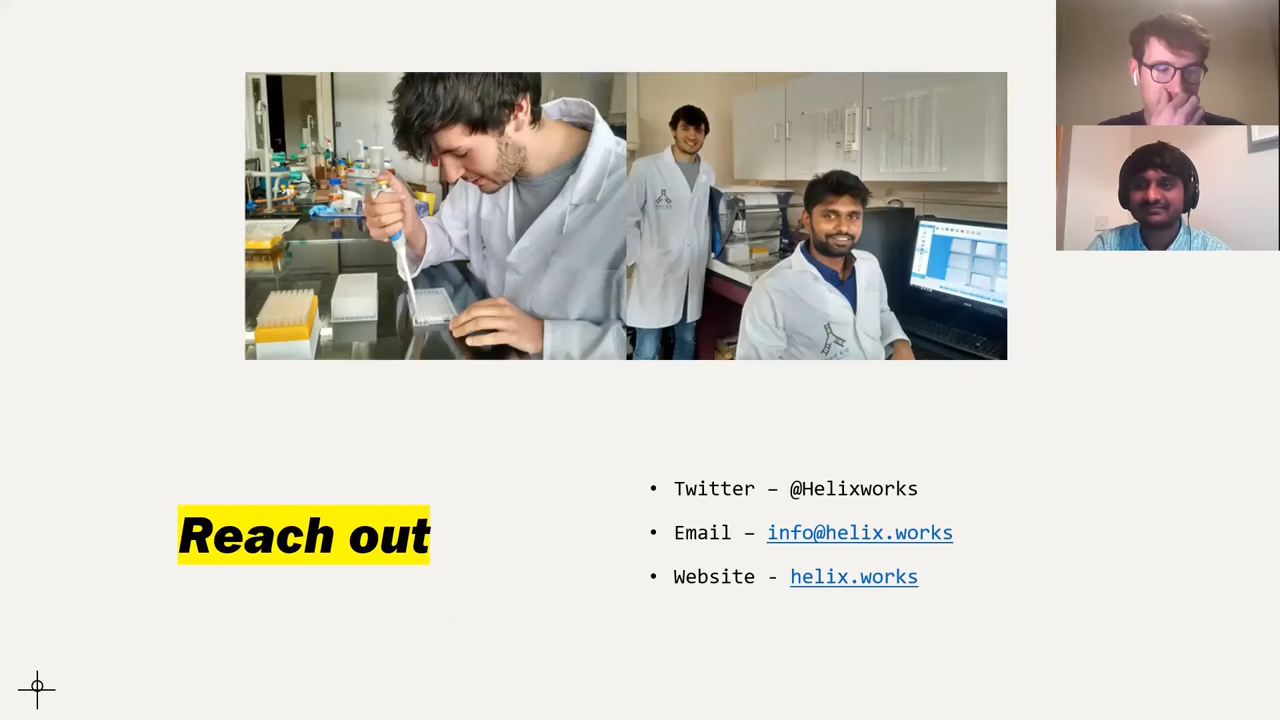 Reach out
• Twitter – @Helixworks
• Email – info@helix.works
• Website - helix.works